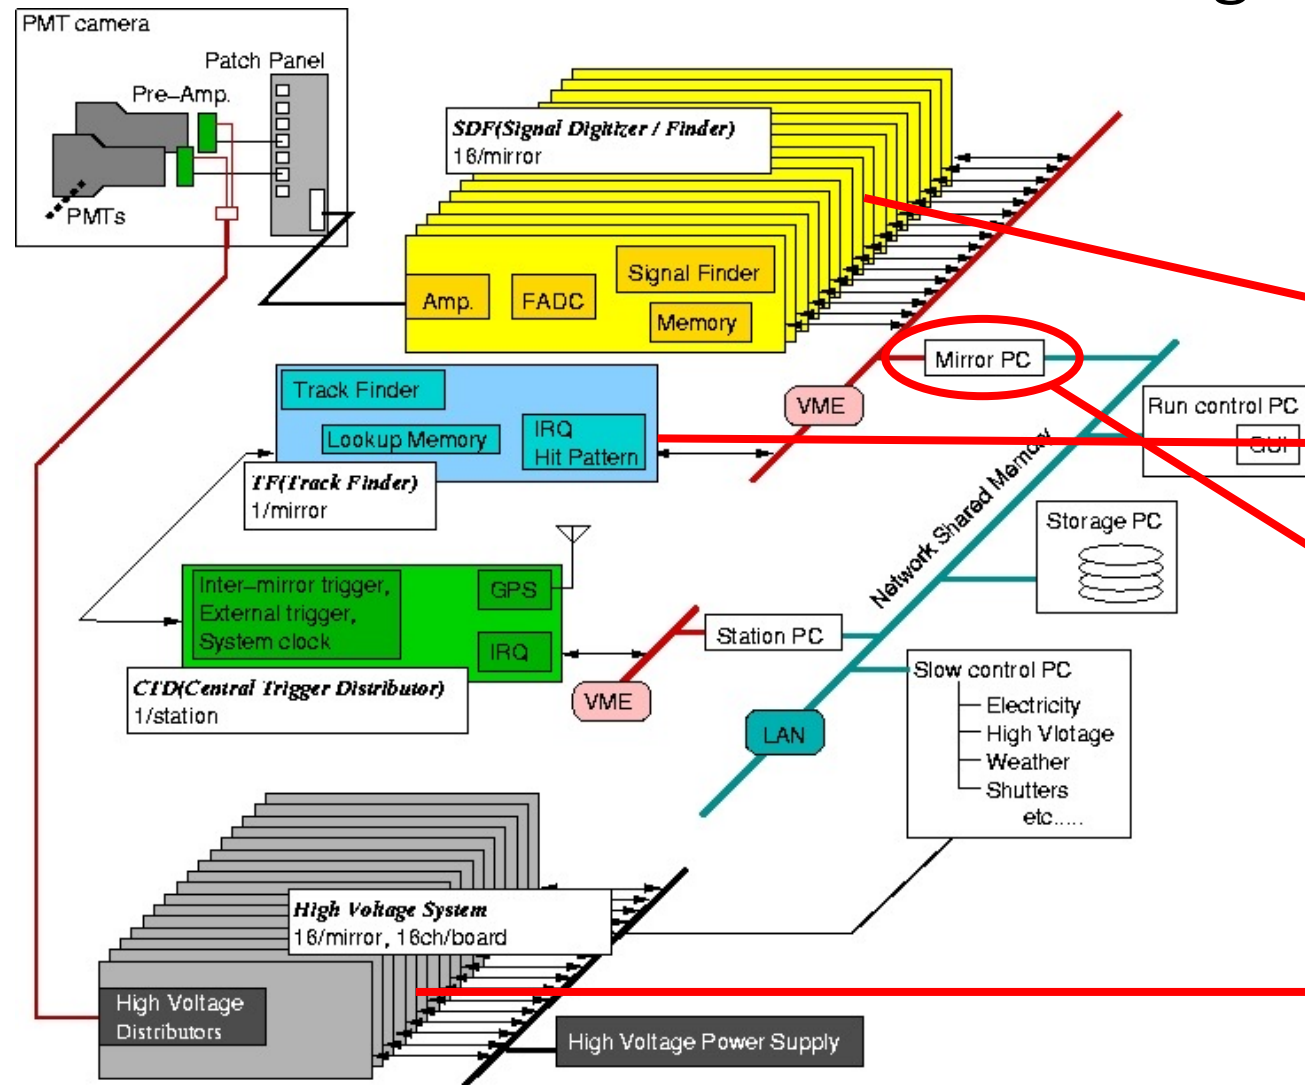 PMT camera
Patch Panel
Pre-Amp.
PMTs
SDF(Signal Digitizer / Finder)
16/mirror
Signal Finder
Amp.
FADC
Memory
Mirror PC
Track Finder
VME
Run control PC
GUI
Lookup Memory
IRQ
Hit Pattern
TF(Track Finder)
1/mirror
Network Shared Memory
Storage PC
Inter-mirror trigger,
External trigger,
System clock
GPS
IRQ
Station PC
CTD(Central Trigger Distributor)
1/station
VME
LAN
Slow control PC
Electricity
High Vlotage
Weather
Shutters
etc.....
High Voltage System
16/mirror, 16ch/board
High Voltage
Distributors
High Voltage Power Supply